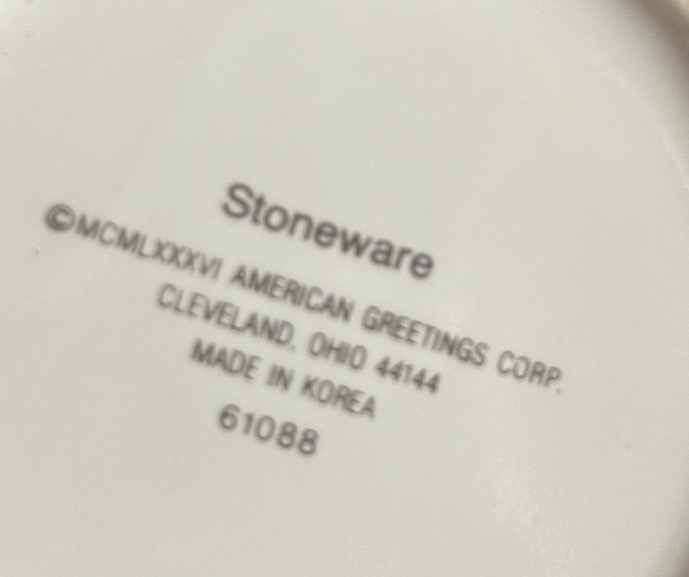 Stoneware
©MCMLXXXVI AMERICAN GREETINGS CORP.
CLEVELAND, OHIO 44144
MADE IN KOREA
61088